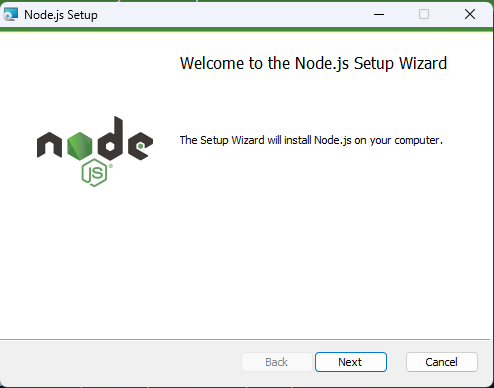 Node.js Setup
Welcome to the Node.js Setup Wizard
node
JS®
The Setup Wizard will install Node.js on your computer.
Back
Next
Cancel